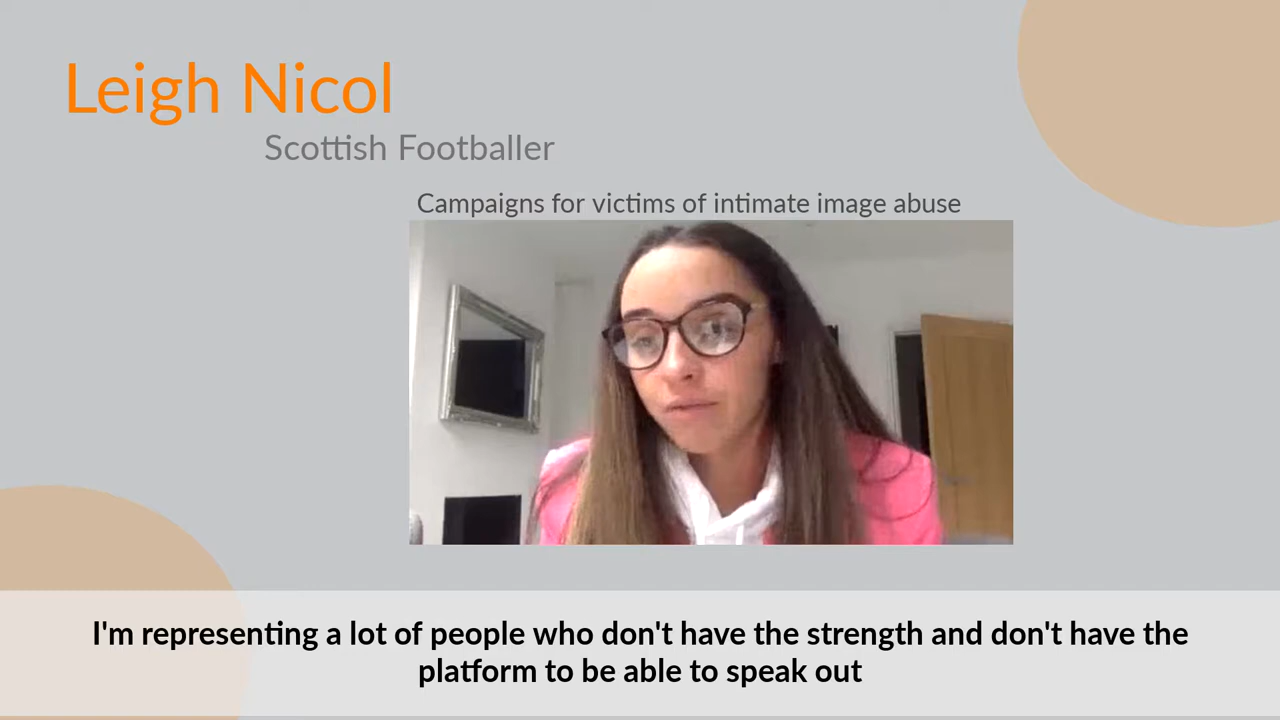 Leigh Nicol
Scottish Footballer
Campaigns for victims of intimate image abuse
I'm representing a lot of people who don't have the strength and don't have the
platform to be able to speak out